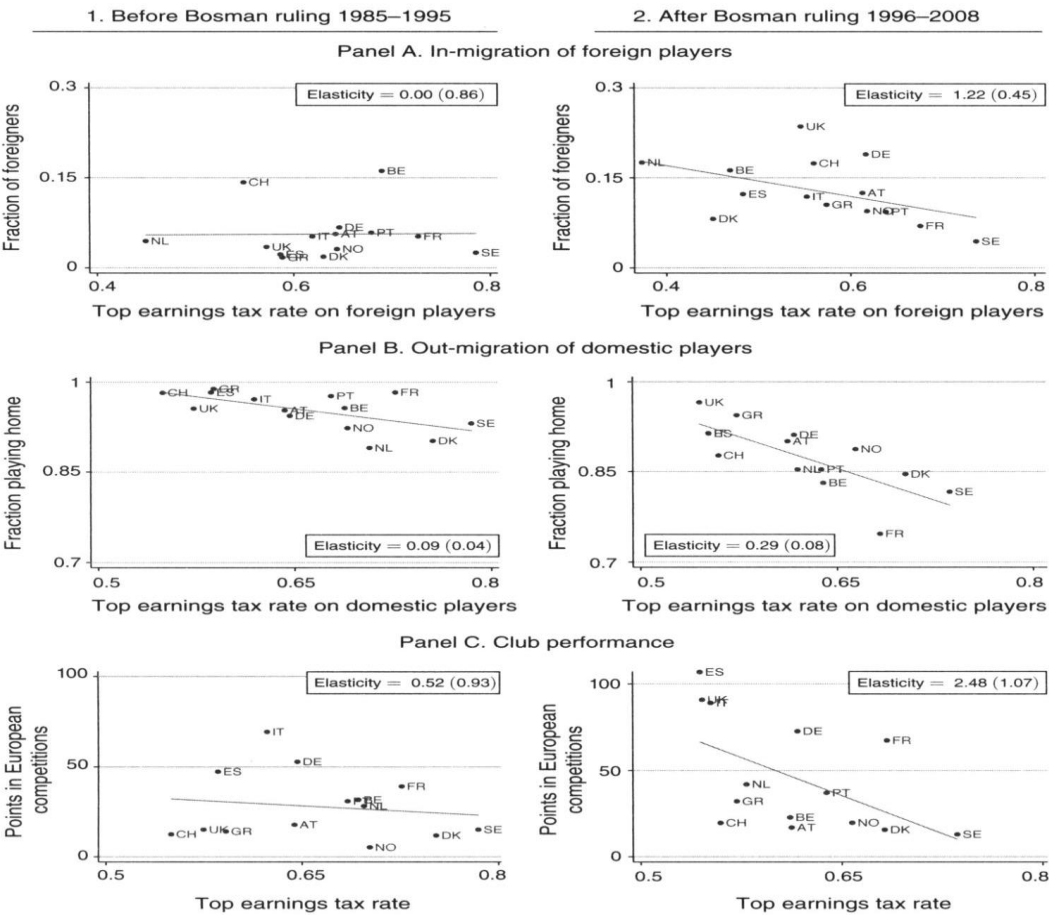 1. Before Bosman ruling 1985–1995
2. After Bosman ruling 1996–2008
Panel A. In-migration of foreign players
Fraction of foreigners
0.3
0.15
0
Elasticity = 0.00 (0.86)
BE
CH
DE
IT
AT
PT
FR
NL
UK
NO
ES
GR
DK
SE
0.4
0.6
0.8
Top earnings tax rate on foreign players
Fraction of foreigners
0.3
0.15
0
Elasticity = 1.22 (0.45)
UK
DE
NL
CH
BE
ES
IT
AT
GR
DK
NO
PT
FR
SE
0.4
0.6
0.8
Top earnings tax rate on foreign players
Panel B. Out-migration of domestic players
Fraction playing home
1
0.85
0.7
CH
GR
ES
IT
PT
FR
UK
AT
DE
BE
NO
SE
NL
DK
Elasticity = 0.09 (0.04)
0.5
0.65
0.8
Top earnings tax rate on domestic players
Fraction playing home
1
0.85
0.7
UK
GR
ES
DE
AT
CH
NO
NL
PT
BE
DK
SE
FR
Elasticity = 0.29 (0.08)
0.5
0.65
0.8
Top earnings tax rate on domestic players
Panel C. Club performance
Points in European
competitions
100
50
0
Elasticity = 0.52 (0.93)
IT
DE
ES
FR
BE
NL
CH
UK
GR
AT
NO
DK
SE
0.5
0.65
0.8
Top earnings tax rate
Points in European
competitions
100
50
0
Elasticity = 2.48 (1.07)
ES
UK
IT
DE
FR
NL
PT
GR
CH
BE
AT
NO
DK
SE
0.5
0.65
0.8
Top earnings tax rate